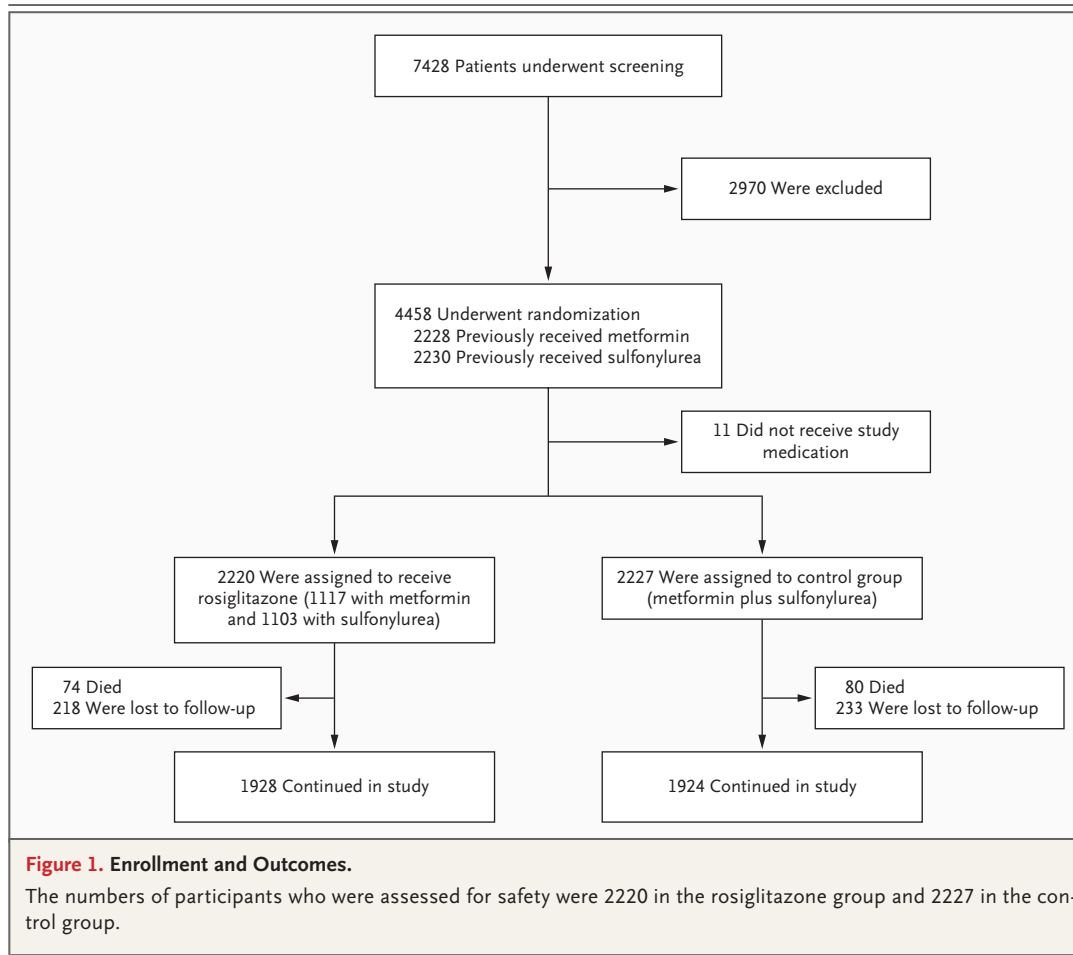 7428 Patients underwent screening
2970 Were excluded
4458 Underwent randomization
2228 Previously received metformin
2230 Previously received sulfonylurea
11 Did not receive study
medication
2220 Were assigned to receive
rosiglitazone (1117 with metformin
and 1103 with sulfonylurea)
2227 Were assigned to control group
(metformin plus sulfonylurea)
74 Died
218 Were lost to follow-up
80 Died
233 Were lost to follow-up
1928 Continued in study
1924 Continued in study
Figure 1. Enrollment and Outcomes.
The numbers of participants who were assessed for safety were 2220 in the rosiglitazone group and 2227 in the con-
trol group.